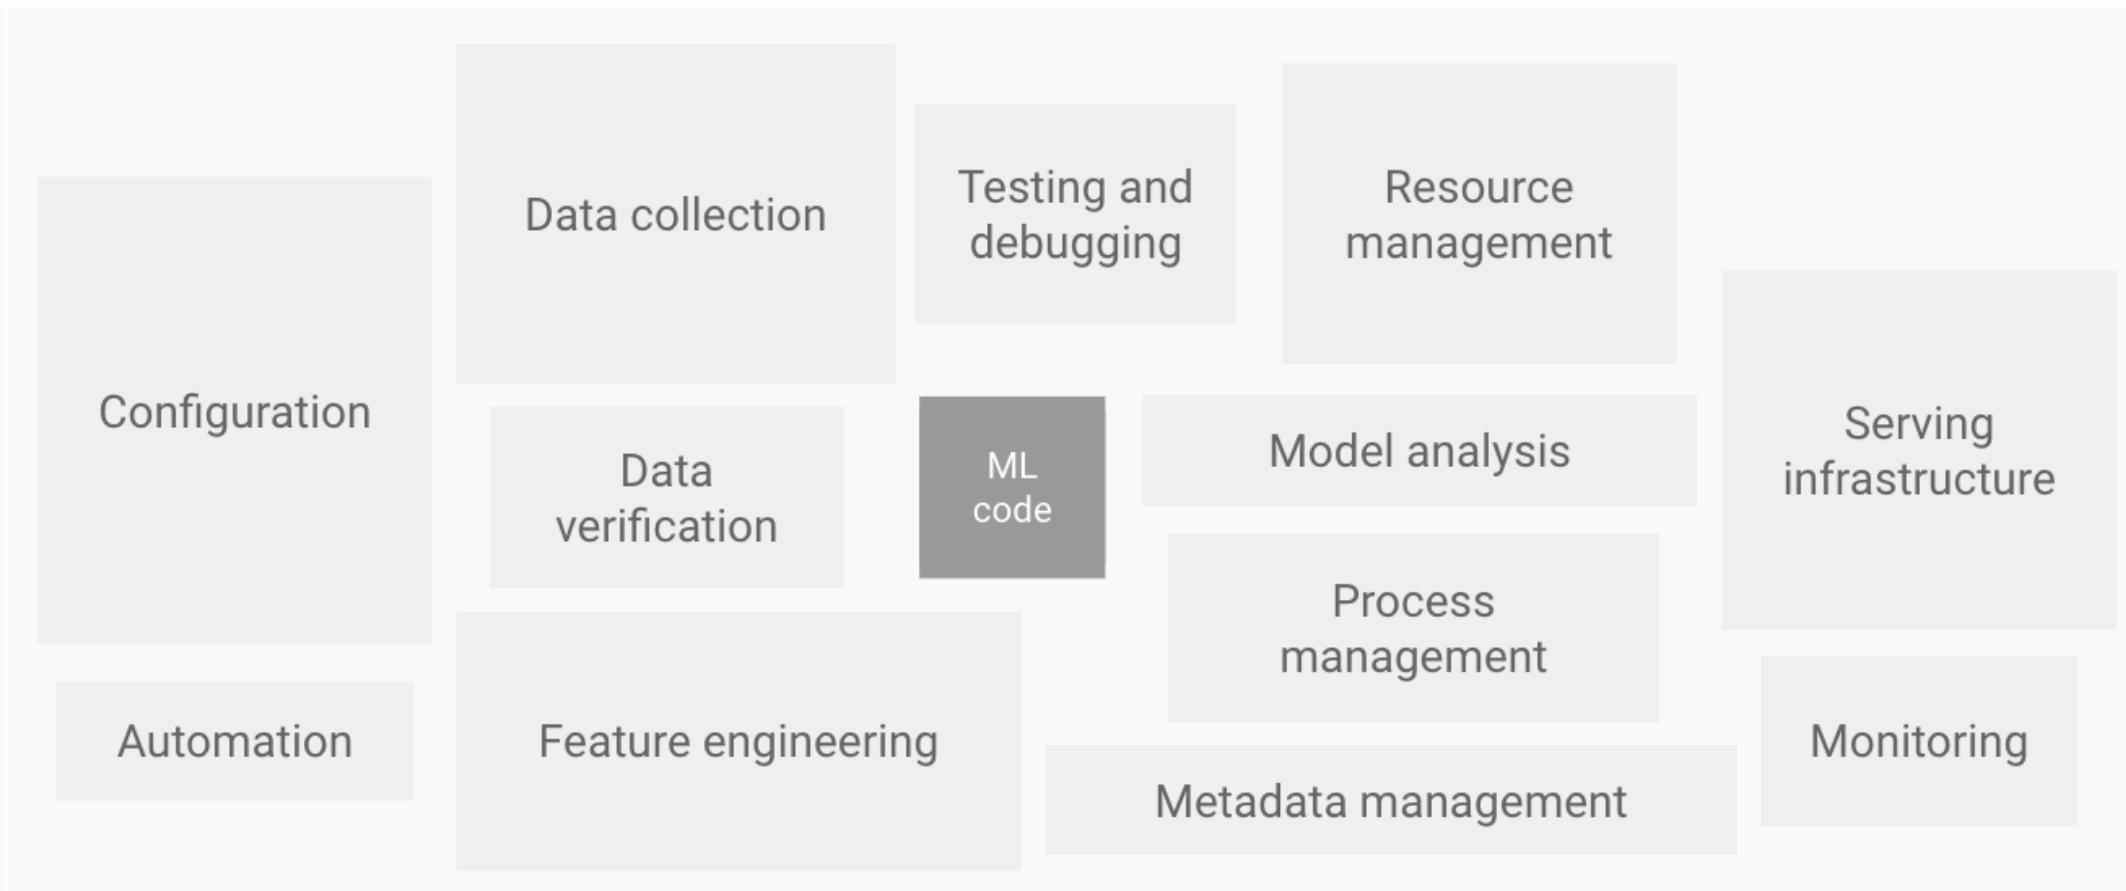 Configuration
Automation
Data collection
Data
verification
Feature engineering
Testing and
debugging
ML
code
Resource
management
Model analysis
Process
management
Metadata management
Serving
infrastructure
Monitoring